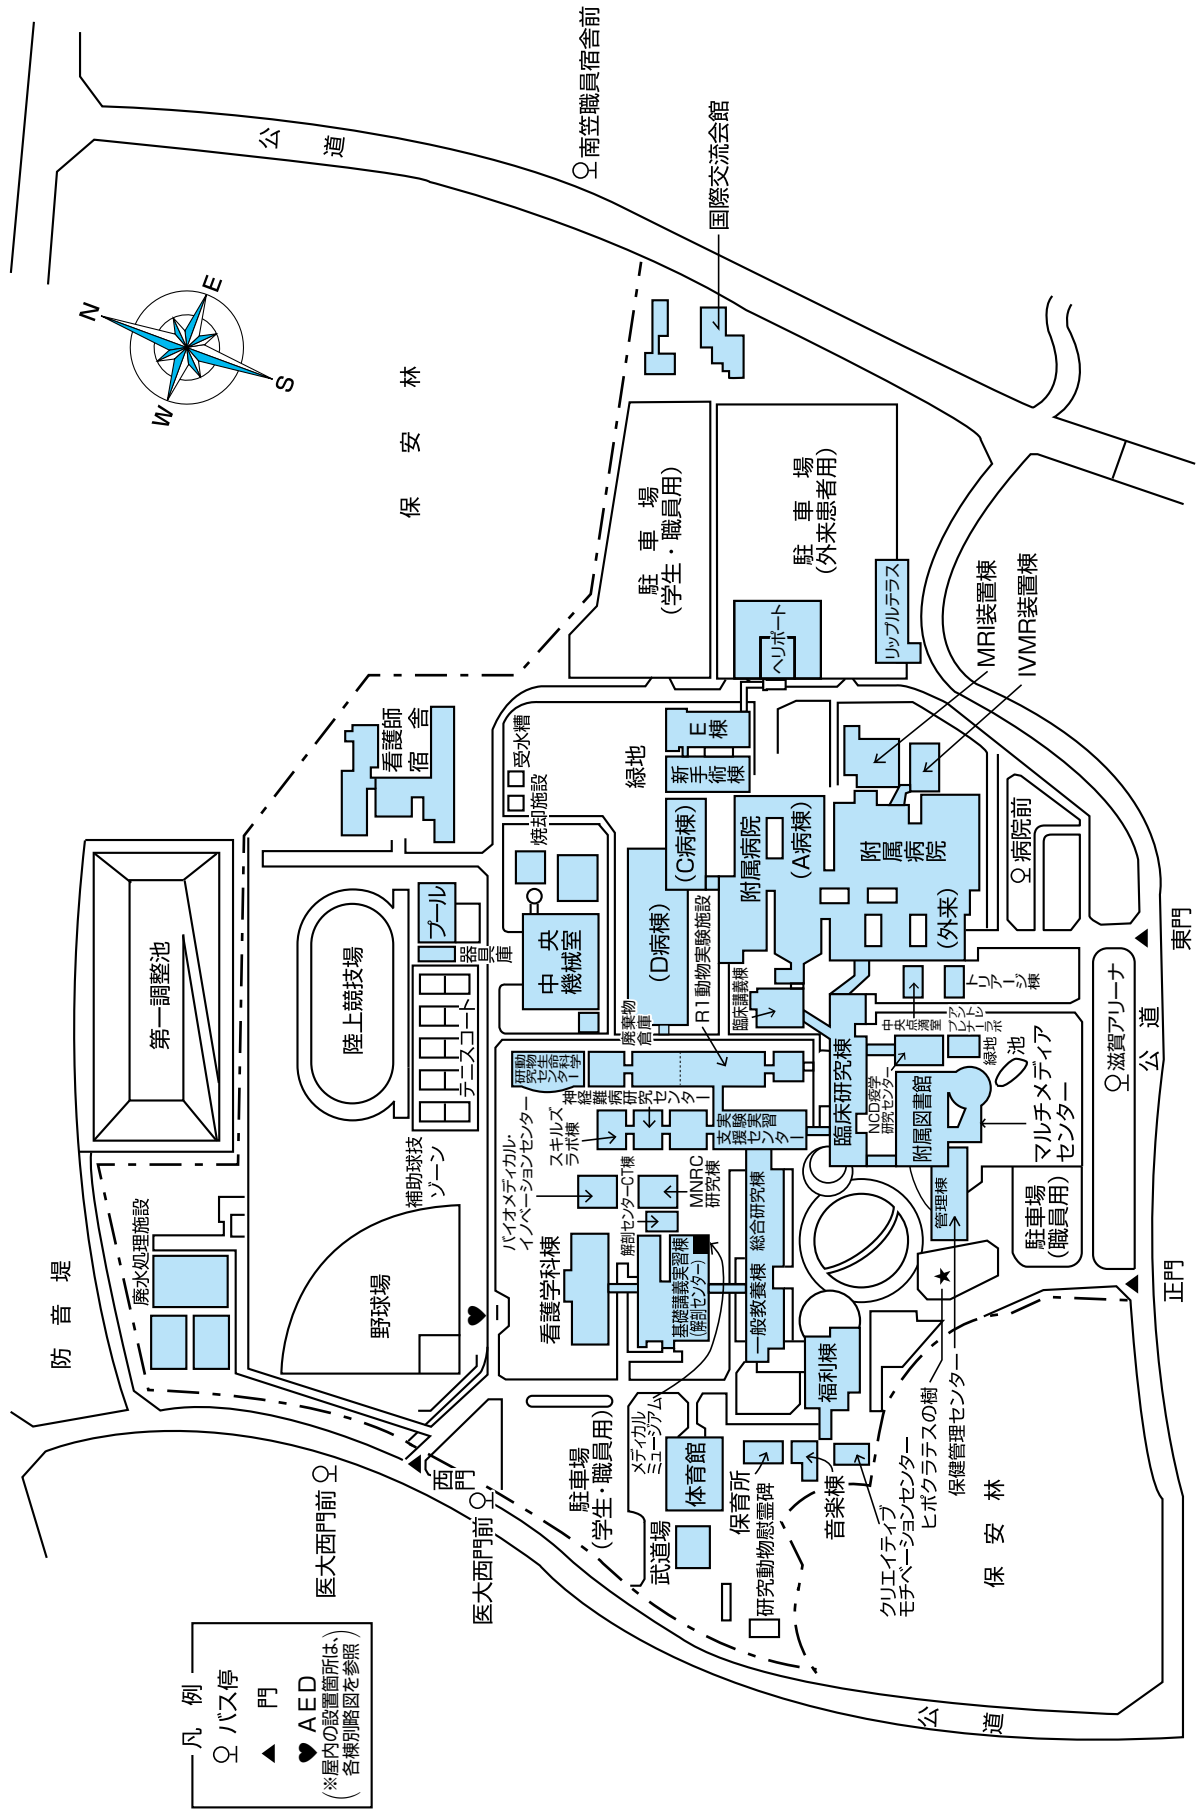 凡例
バス停
門
AED
(※屋内の設置箇所は、
各棟別略図を参照)
N
E
S
W
公道
南笠職員宿舎前
国際交流会館
保安林
駐車場
(学生・職員用)
駐車場
(外来患者用)
ヘリポート
リップルテラス
MRI装置棟
IVMR装置棟
看護師
宿舎
受水糟
焼却施設
緑地
E棟
新手術棟
(C病棟)
附属病院
(A病棟)
附属病院
(外来)
病院前
東門
第一調整池
陸上競技場
プール
器具庫
テニスコート
中央
機械室
廃棄物
倉庫
(D病棟)
R1動物実験施設
臨床講義棟
トリアージ棟
中央点滴室
アントレ
プレナーラボ
緑地
池
滋賀アリーナ
公道
補助球技
ゾーン
スキルズ
ラボ棟
神経難病研究センター
実験実習
支援センター
臨床研究棟
NCD疫学
研究センター
附属図書館
マルチメディア
センター
バイオメディカル・
イノベーションセンター
解剖センターCT棟
MNRC
研究棟
総合研究棟
管理棟
駐車場
(職員用)
防音堤
廃水処理施設
野球場
看護学科棟
基礎講義実習棟
(解剖センター)
一般教養棟
福利棟
正門
西門
医大西門前
医大西門前
駐車場
(学生・職員用)
メディカル
ミュージアム
体育館
武道場
保育所
研究動物慰霊碑
音楽棟
クリエイティブ
モチベーションセンター
ヒポクラテスの樹
保健管理センター
保安林
公道